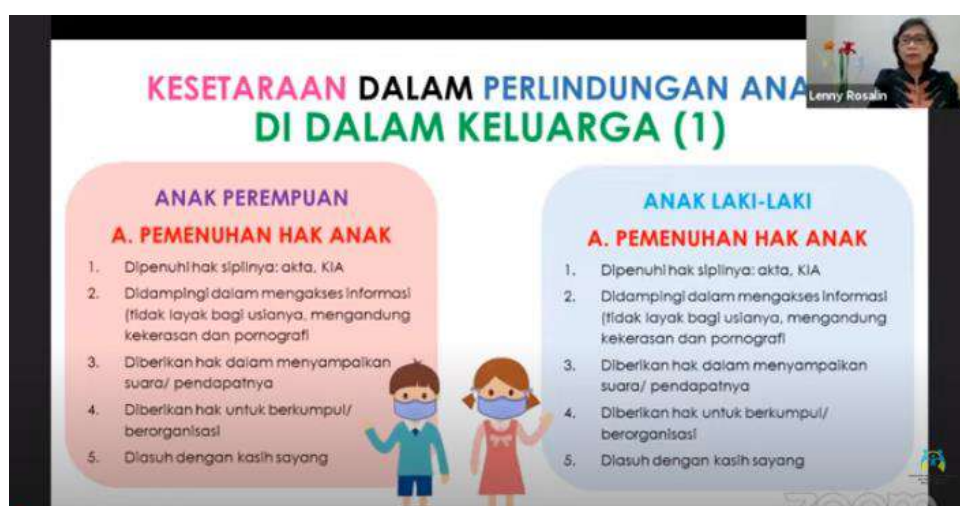 KESETARAAN DALAM PERLINDUNGAN ANA
DI DALAM KELUARGA (1)
Lenny Rosalin
ANAK PEREMPUAN
A. PEMENUHAN HAK ANAK
1. Dipenuhi hak sipilnya: akta, KIA
2. Didampingi dalam mengakses informasi
(tidak layak bagi usianya, mengandung
kekerasan dan pornografi
3. Diberikan hak dalam menyampaikan
suara/ pendapatnya
4. Diberikan hak untuk berkumpul/
berorganisasi
5. Diasuh dengan kasih sayang
ANAK LAKI-LAKI
A. PEMENUHAN HAK ANAK
1. Dipenuhi hak sipilnya: akta, KIA
2. Didampingi dalam mengakses informasi
(tidak layak bagi usianya, mengandung
kekerasan dan pornografi
3. Diberikan hak dalam menyampaikan
suara/ pendapatnya
4. Diberikan hak untuk berkumpul/
berorganisasi
5. Diasuh dengan kasih sayang
zoom